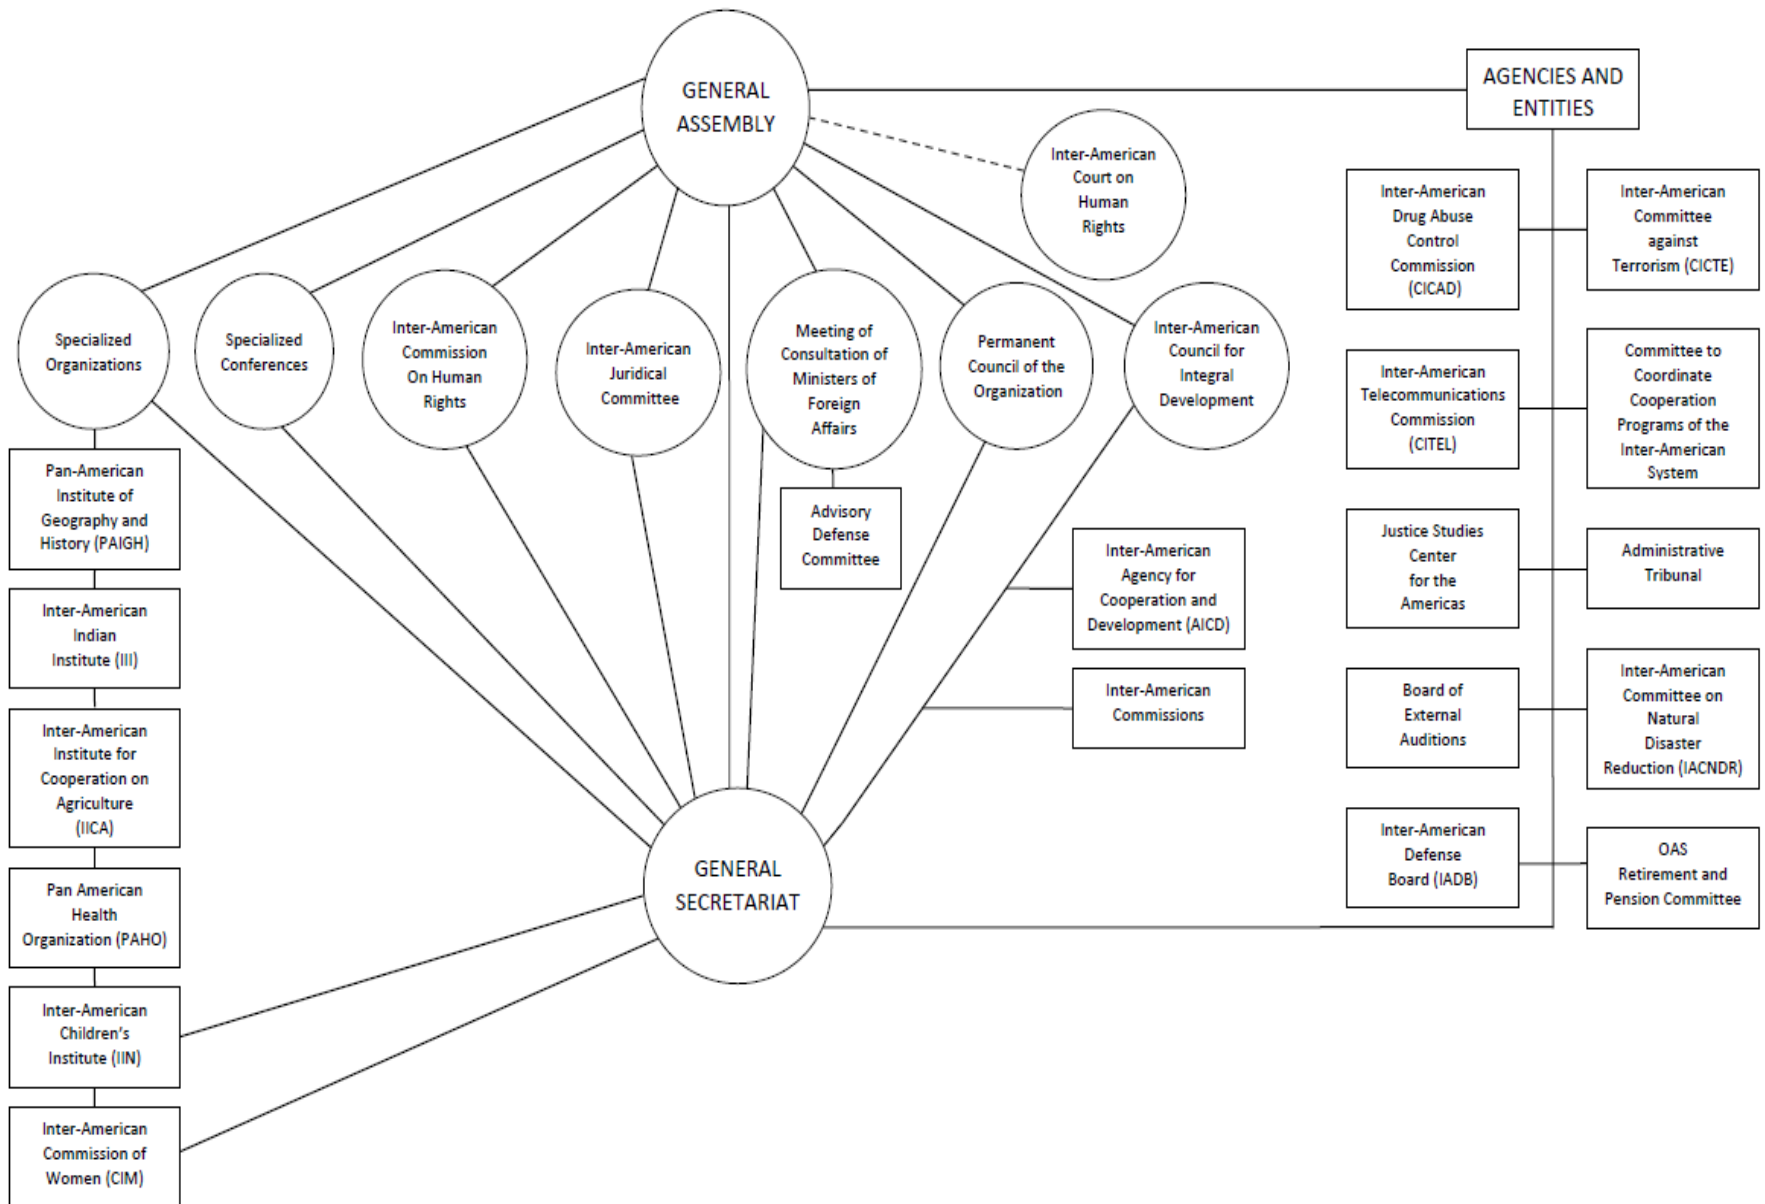 GENERAL
ASSEMBLY
AGENCIES AND
ENTITIES
Inter-American
Court on
Human
Rights
Specialized
Organizations
Specialized
Conferences
Inter-American
Commission
On Human
Rights
Inter-American
Juridical
Committee
Meeting of
Consultation of
Ministers of
Foreign
Affairs
Permanent
Council of the
Organization
Inter-American
Council for
Integral
Development
Pan-American
Institute of
Geography and
History (PAIGH)
Inter-American
Indian
Institute (III)
Inter-American
Institute for
Cooperation on
Agriculture
(IICA)
Pan American
Health
Organization (PAHO)
Inter-American
Children's
Institute (IIN)
Inter-American
Commission of
Women (CIM)
Advisory
Defense
Committee
Inter-American
Agency for
Cooperation and
Development (AICD)
Inter-American
Commissions
GENERAL
SECRETARIAT
Inter-American
Drug Abuse
Control
Commission
(CICAD)
Inter-American
Committee
against
Terrorism (CICTE)
Inter-American
Telecommunications
Commission
(CITEL)
Committee to
Coordinate
Cooperation
Programs of the
Inter-American
System
Justice Studies
Center
for the
Americas
Administrative
Tribunal
Board of
External
Auditions
Inter-American
Committee on
Natural
Disaster
Reduction (IACNDR)
Inter-American
Defense
Board (IADB)
OAS
Retirement and
Pension Committee